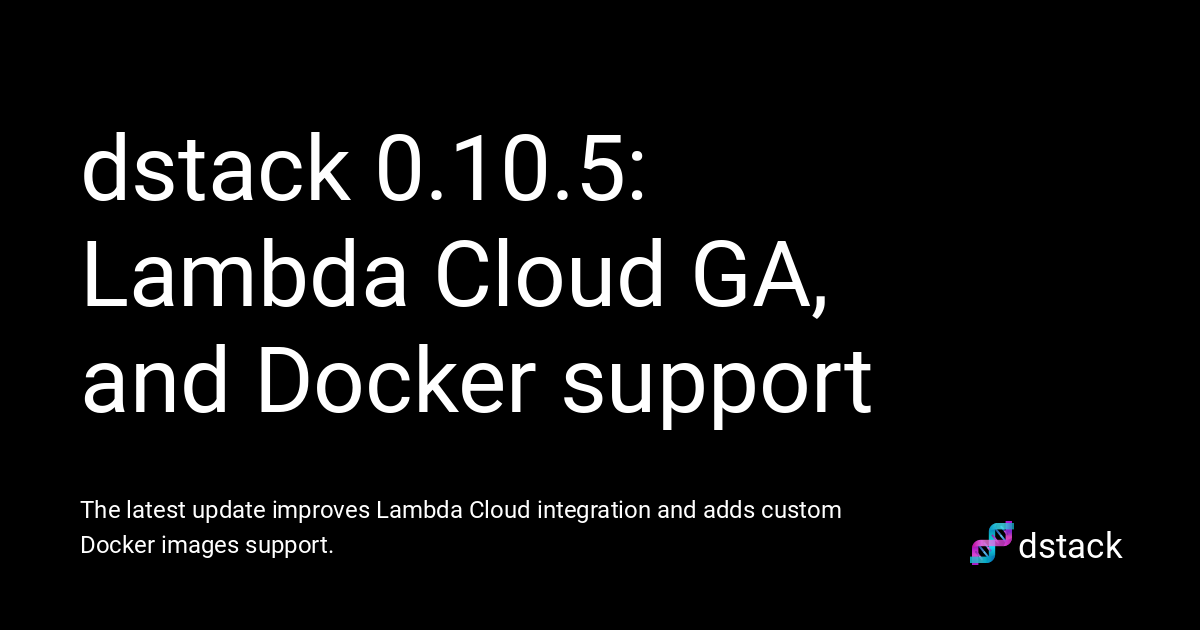 dstack 0.10.5:
Lambda Cloud GA,
and Docker support
The latest update improves Lambda Cloud integration and adds custom
Docker images support.
dstack